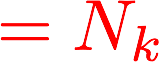 = N_k